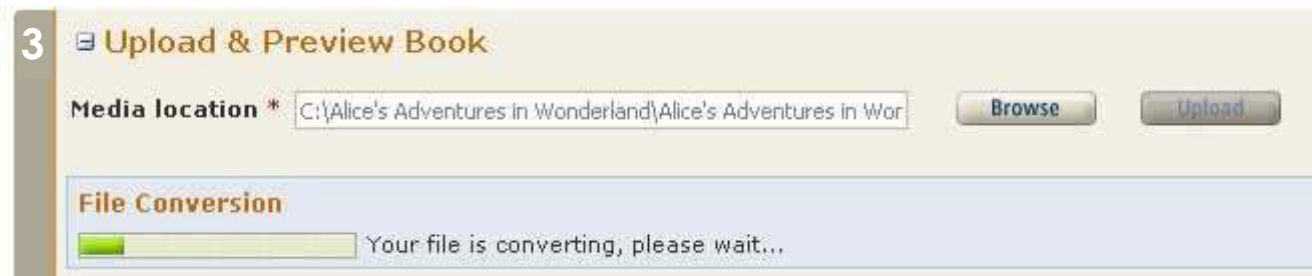 3
Upload & Preview Book
Media location * C:\Alice's Adventures in Wonderland\Alice's Adventures in Wor Browse Upload
File Conversion
Your file is converting, please wait...